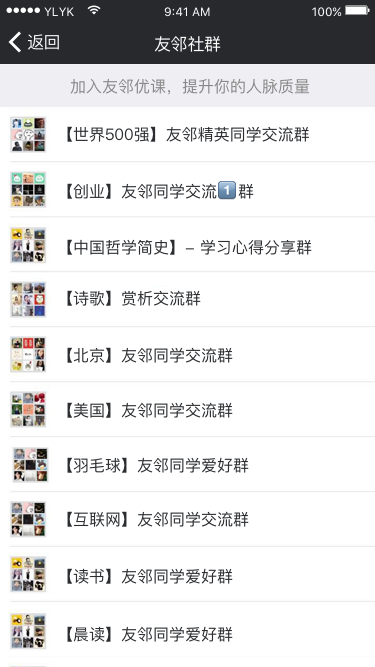 YLYK 9:41 AM 100%
返回 友邻社群
加入友邻优课，提升你的人脉质量
【世界500强】友邻精英同学交流群
【创业】友邻同学交流1️⃣群
【中国哲学简史】- 学习心得分享群
【诗歌】赏析交流群
【北京】友邻同学交流群
【美国】友邻同学交流群
【羽毛球】友邻同学爱好群
【互联网】友邻同学交流群
【读书】友邻同学爱好群
【晨读】友邻同学爱好群